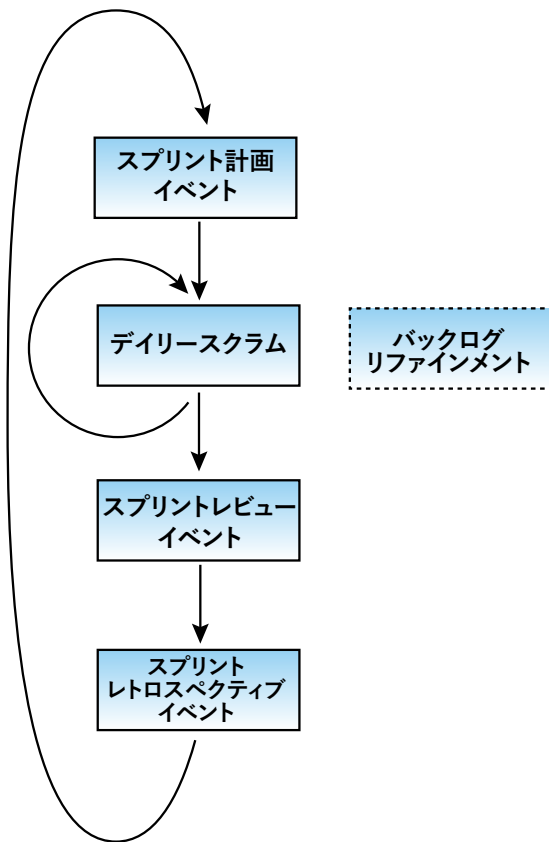 スプリント計画
イベント
デイリースクラム
バックログ
リファインメント
スプリントレビュー
イベント
スプリント
レトロスペクティブ
イベント